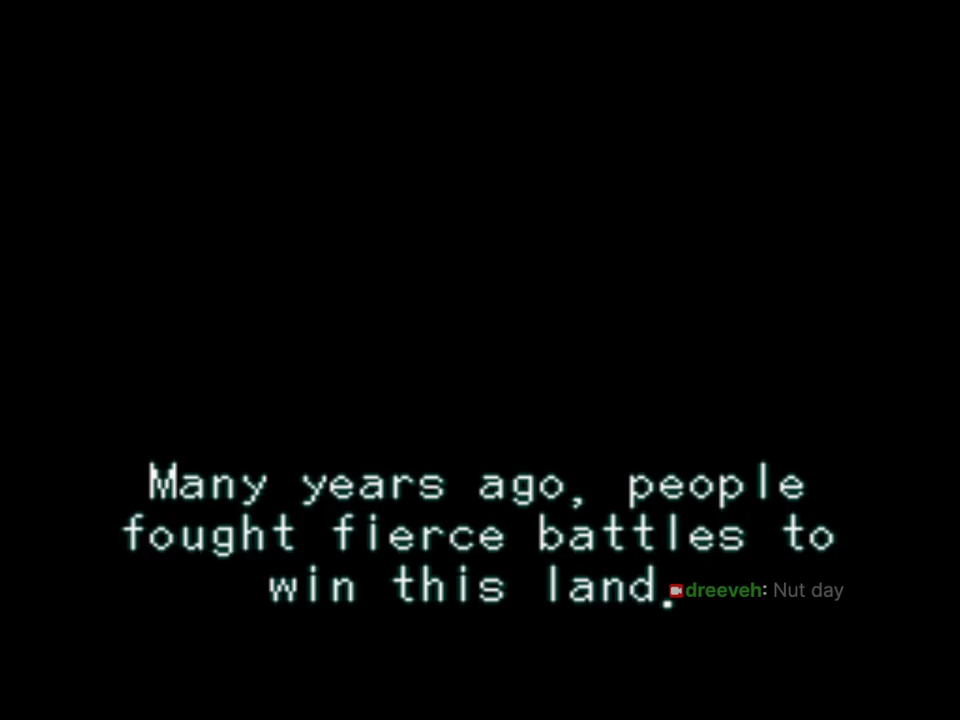 Many years ago, people
fought fierce battles to
win this land.
dreeveh: Nut day